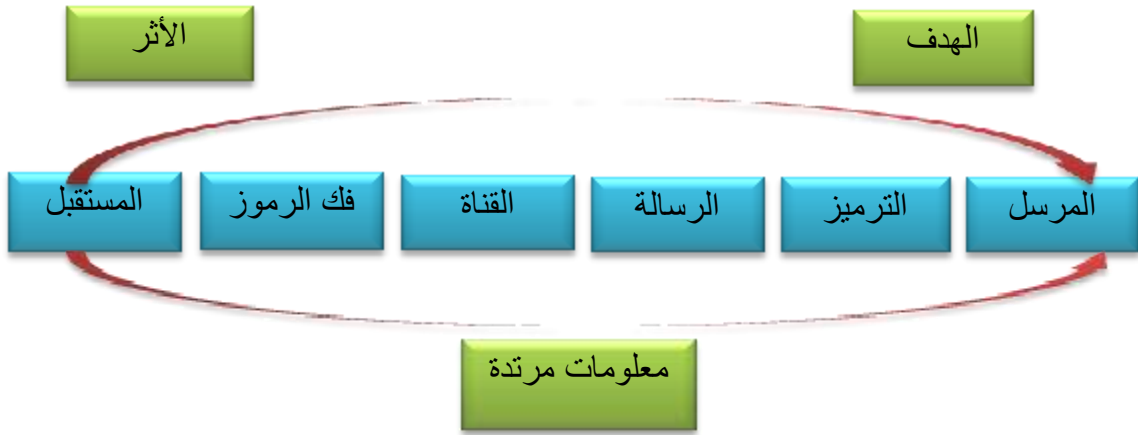 الهدف
الأثر
المرسل
الترميز
الرسالة
القناة
فك الرموز
المستقبل
معلومات مرتدة